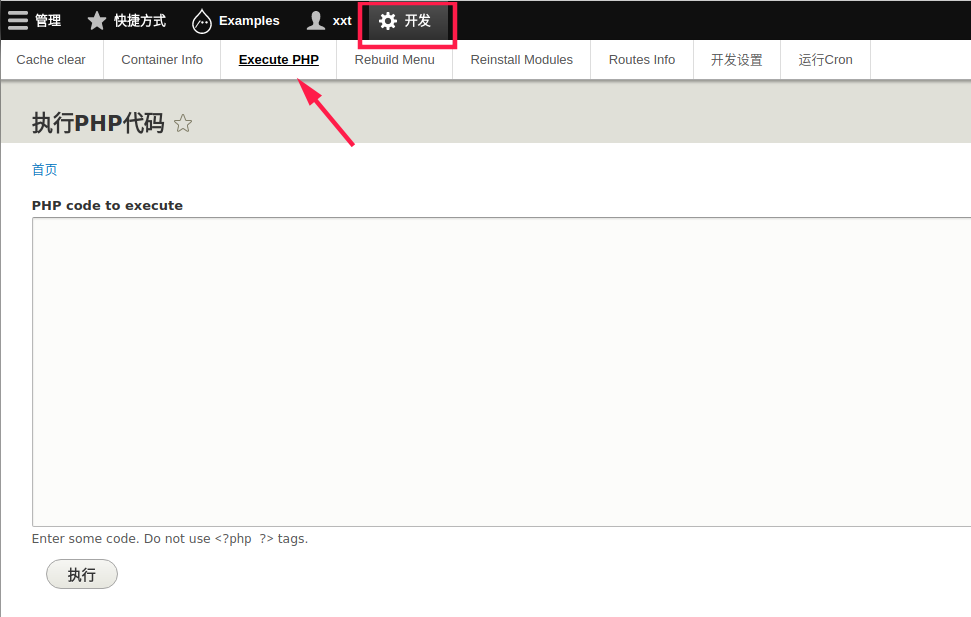 管理 快捷方式 Examples xxt 开发
Cache clear Container Info Execute PHP Rebuild Menu Reinstall Modules Routes Info 开发设置 运行Cron
执行PHP代码
首页
PHP code to execute
Enter some code. Do not use <?php ?> tags.
执行